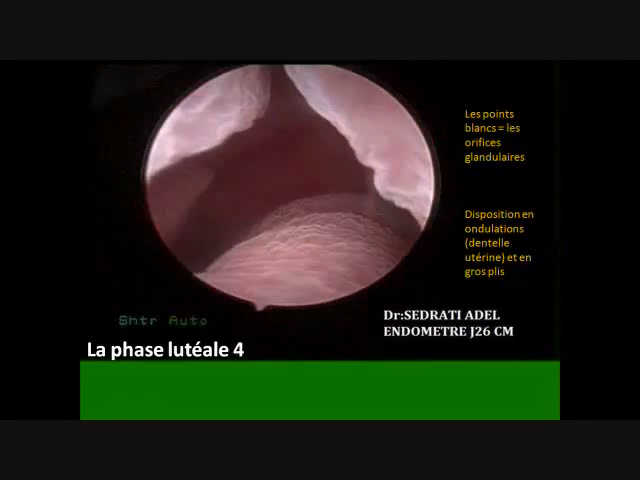 Les points
blancs = les
orifices
glandulaires
Disposition en
ondulations
(dentelle
utérine) et en
gros plis
Dr:SEDRATI ADEL
ENDOMETRE J26 CM
Shtr Auto
La phase lutéale 4